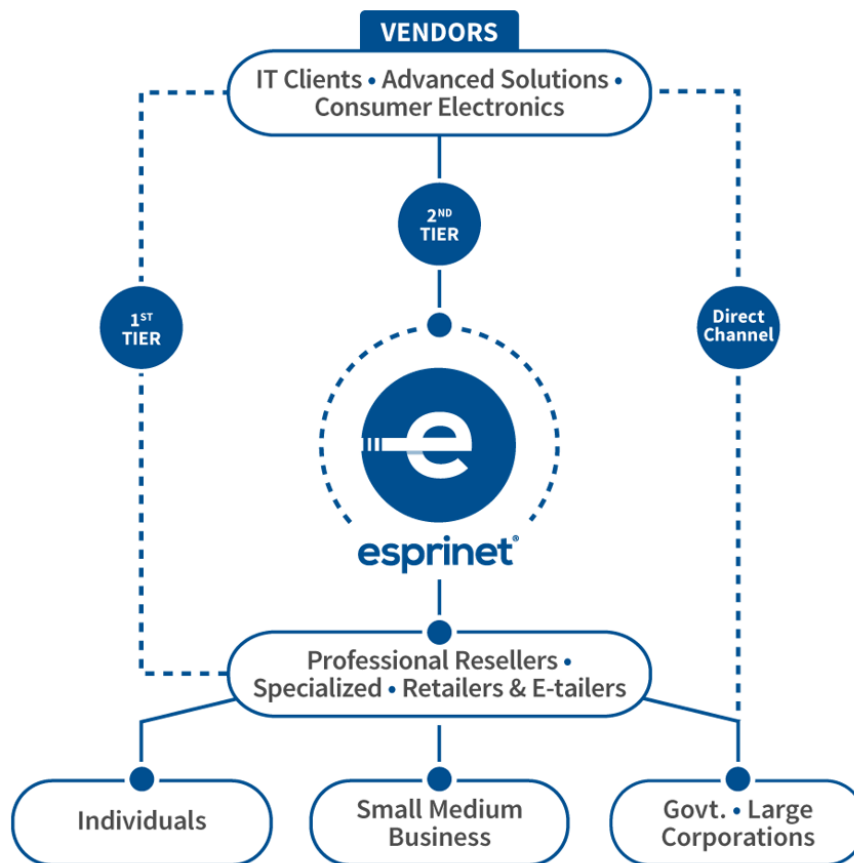 VENDORS
IT Clients • Advanced Solutions •
Consumer Electronics
2ND
TIER
1ST
TIER
Direct
Channel
e
esprinet®
Professional Resellers •
Specialized • Retailers & E-tailers
Individuals
Small Medium
Business
Govt. • Large
Corporations